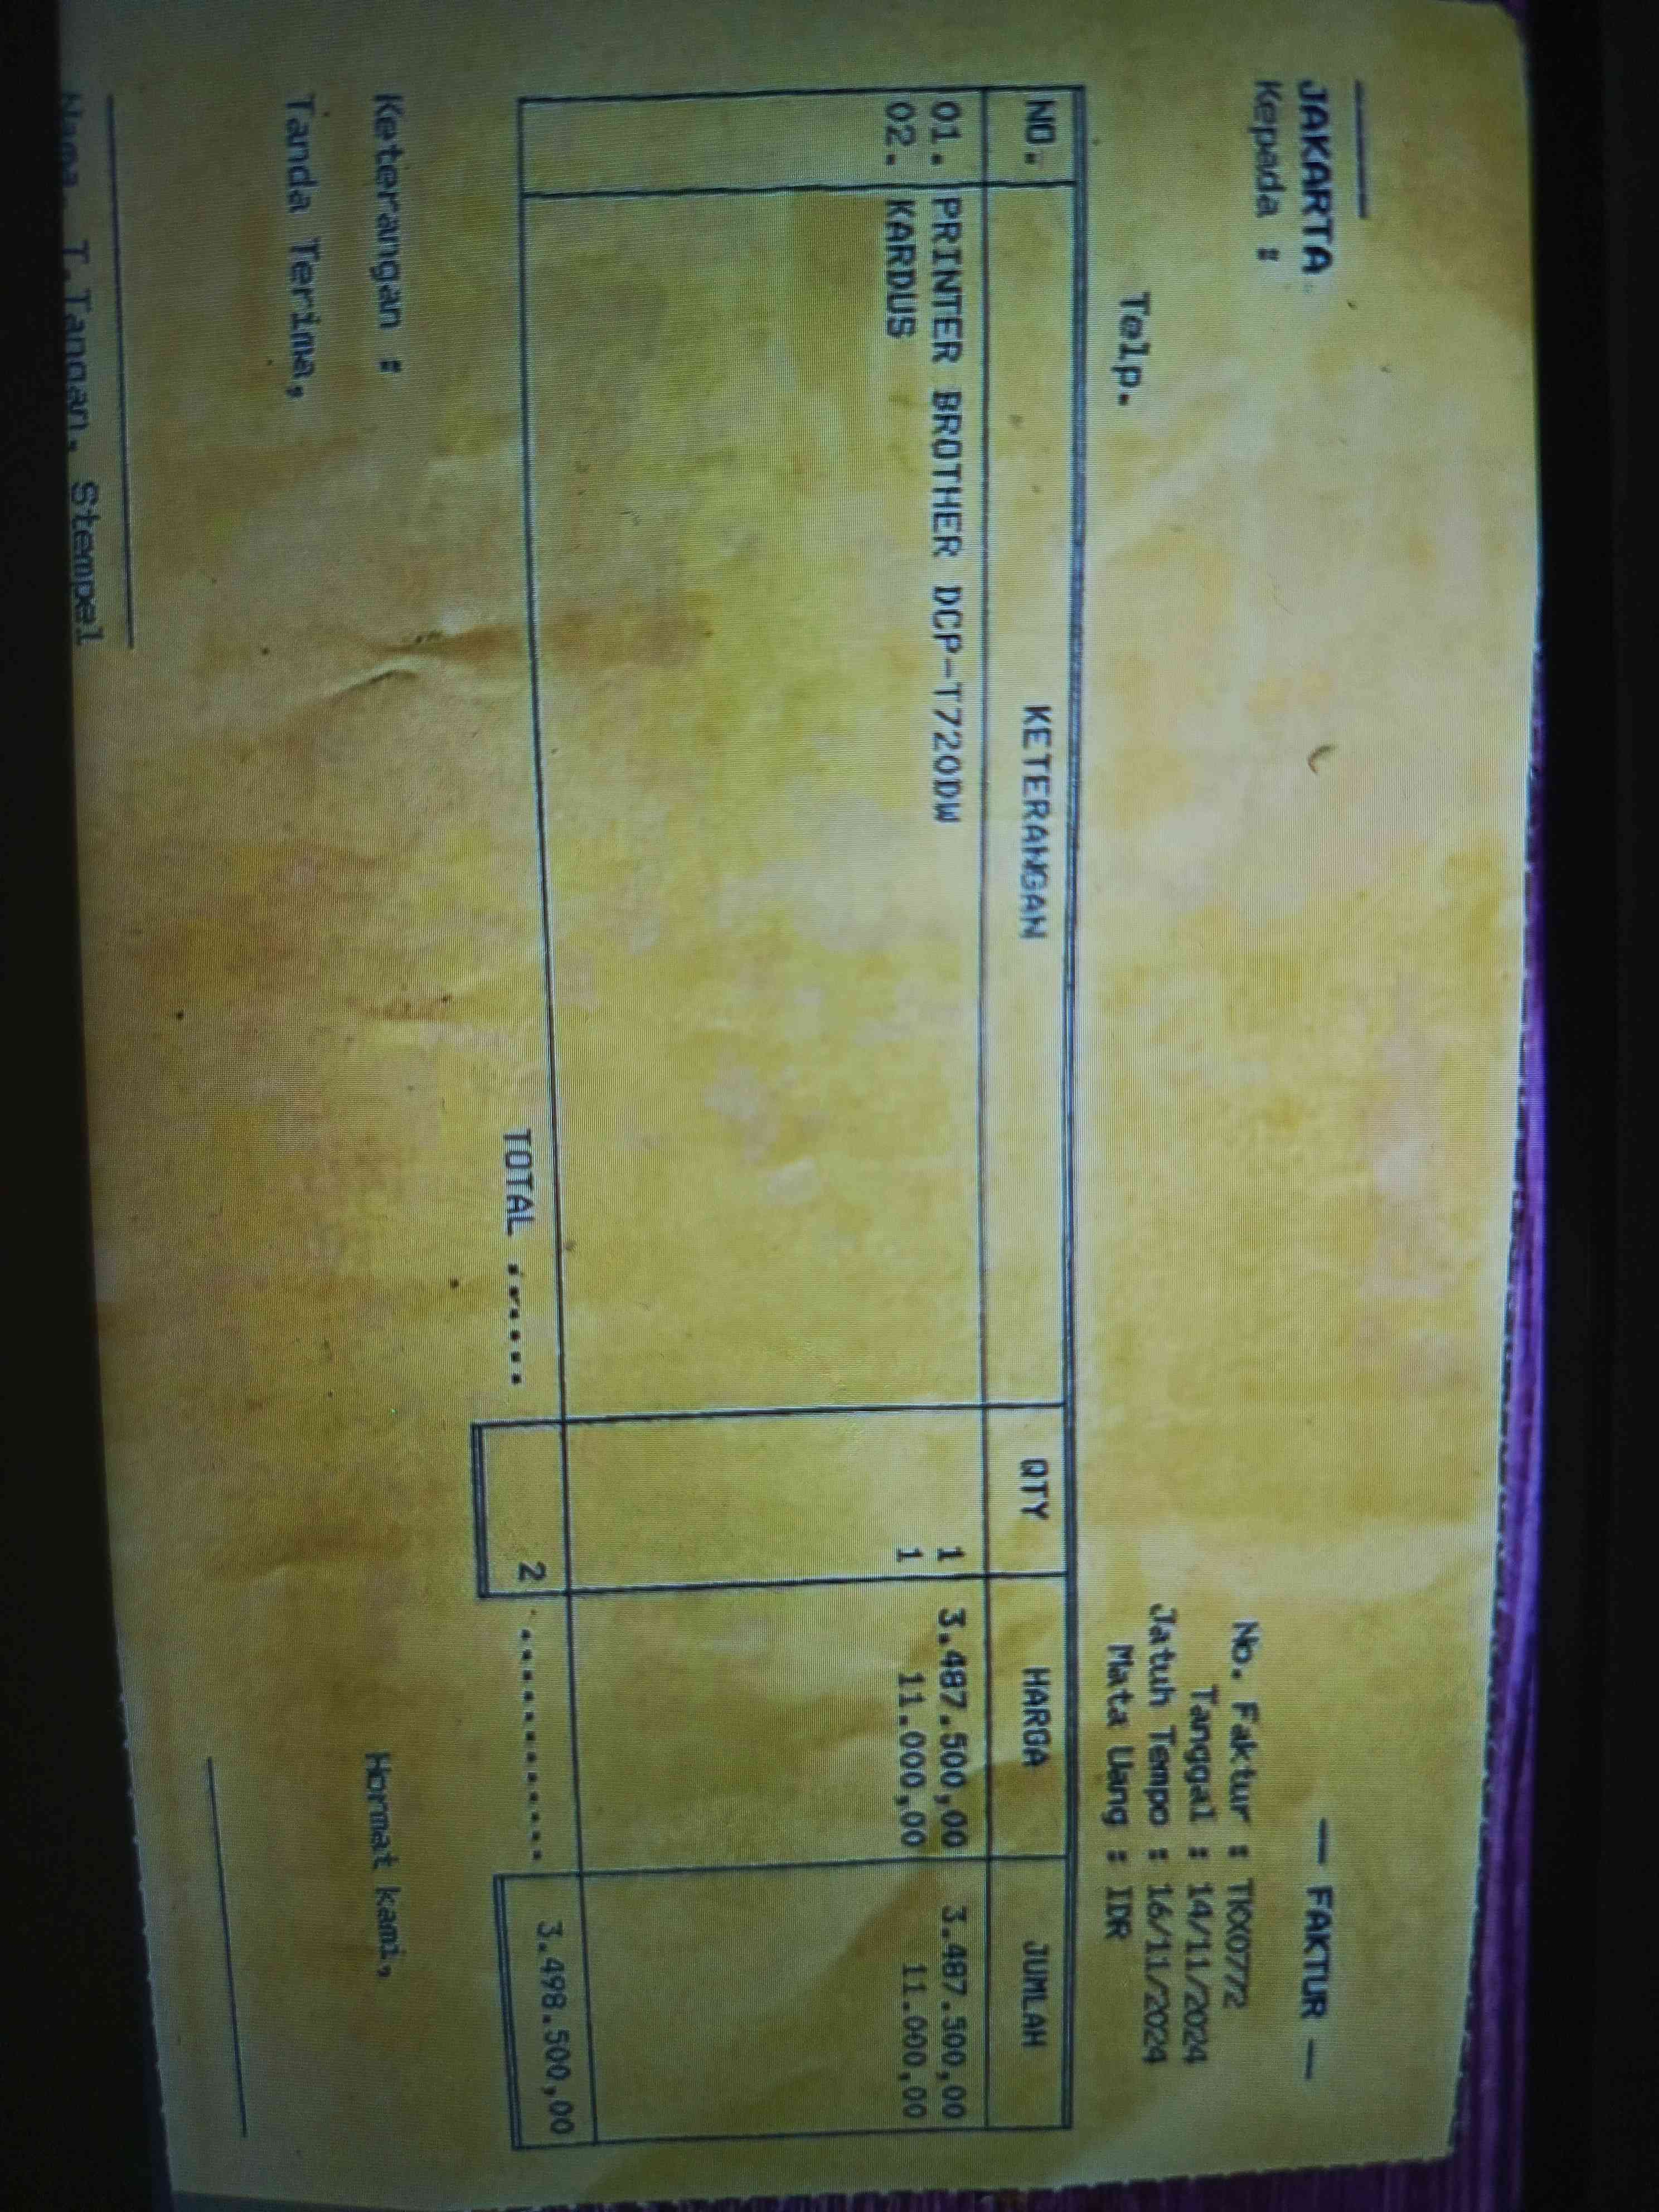 JAKARTA
— FAKTUR —
Kepada :
No. Faktur : TKX0772
Tanggal : 14/11/2024
Jatuh Tempo : 16/11/2024
Telp.
Mata Uang : IDR
NO. KETERANGAN QTY HARGA JUMLAH
01. PRINTER BROTHER DCP-T720DW 1 3.487.500,00 3.487.500,00
02. KARDUS 1 11.000,00 11.000,00
TOTAL ...... 2 ............ 3.498.500,00
Keterangan :
Hormat kami,
Tanda Terima,
Nama, T.Tangan, Stempel